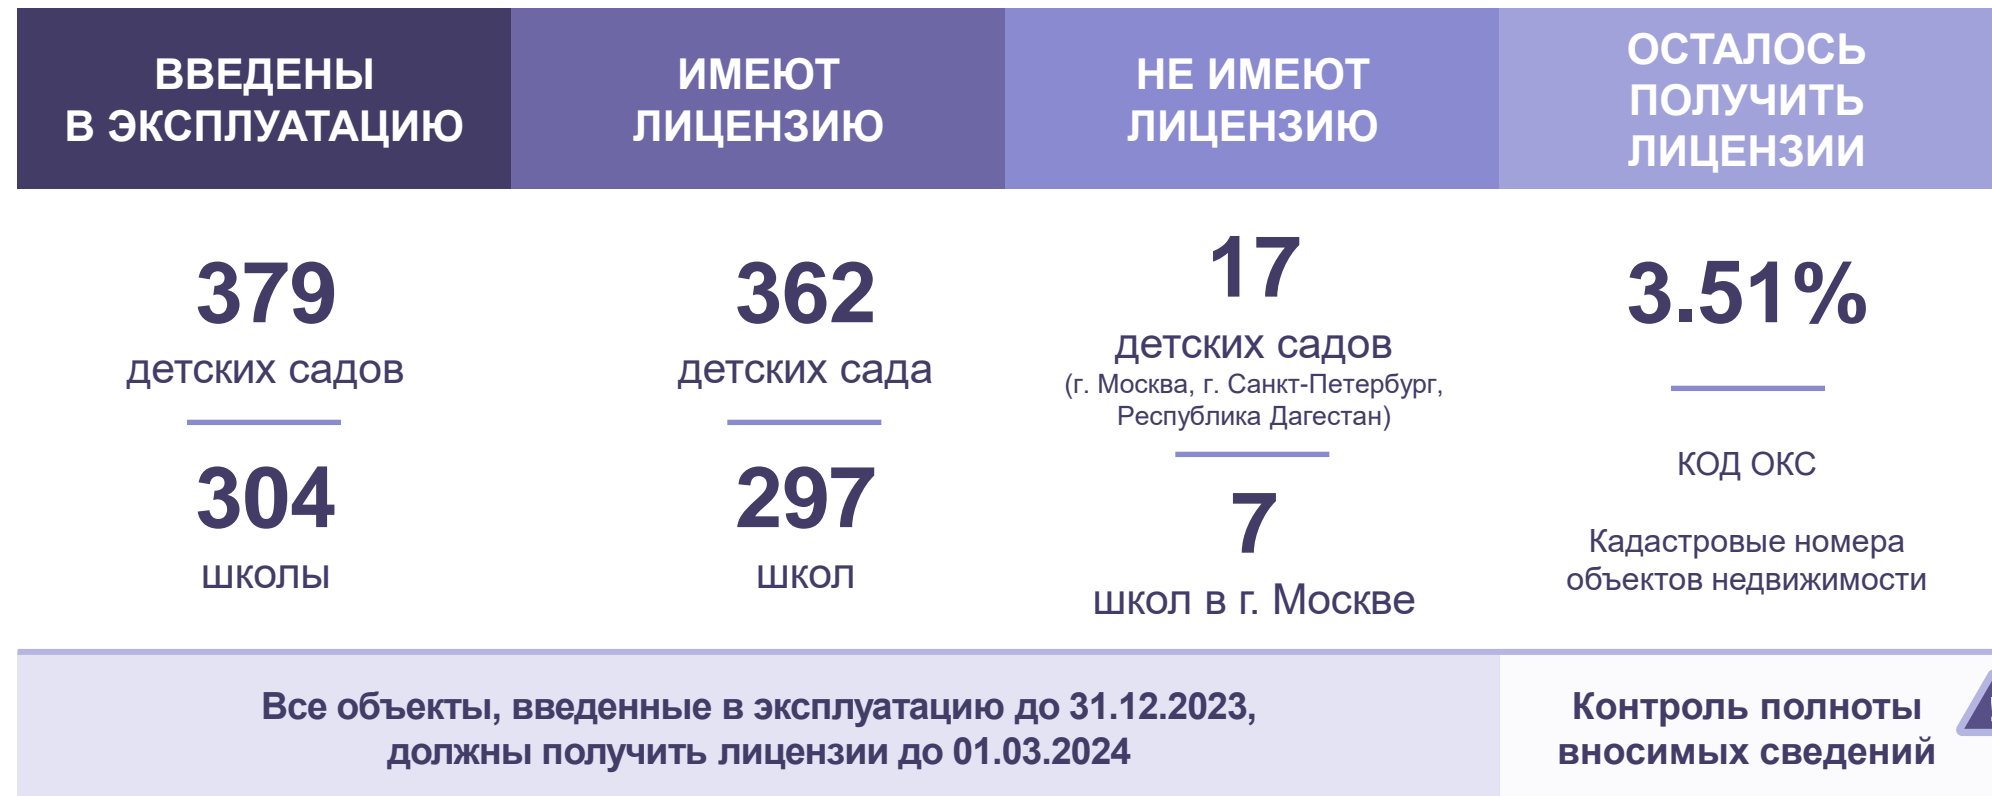 ВВЕДЕНЫ
В ЭКСПЛУАТАЦИЮ
ИМЕЮТ
ЛИЦЕНЗИЮ
НЕ ИМЕЮТ
ЛИЦЕНЗИЮ
ОСТАЛОСЬ
ПОЛУЧИТЬ
ЛИЦЕНЗИИ
379
детских садов
304
школы
362
детских сада
297
школ
17
детских садов
(г. Москва, г. Санкт-Петербург,
Республика Дагестан)
7
школ в г. Москве
3.51%
КОД ОКС
Кадастровые номера
объектов недвижимости
Все объекты, введенные в эксплуатацию до 31.12.2023,
должны получить лицензии до 01.03.2024
Контроль полноты
вносимых сведений